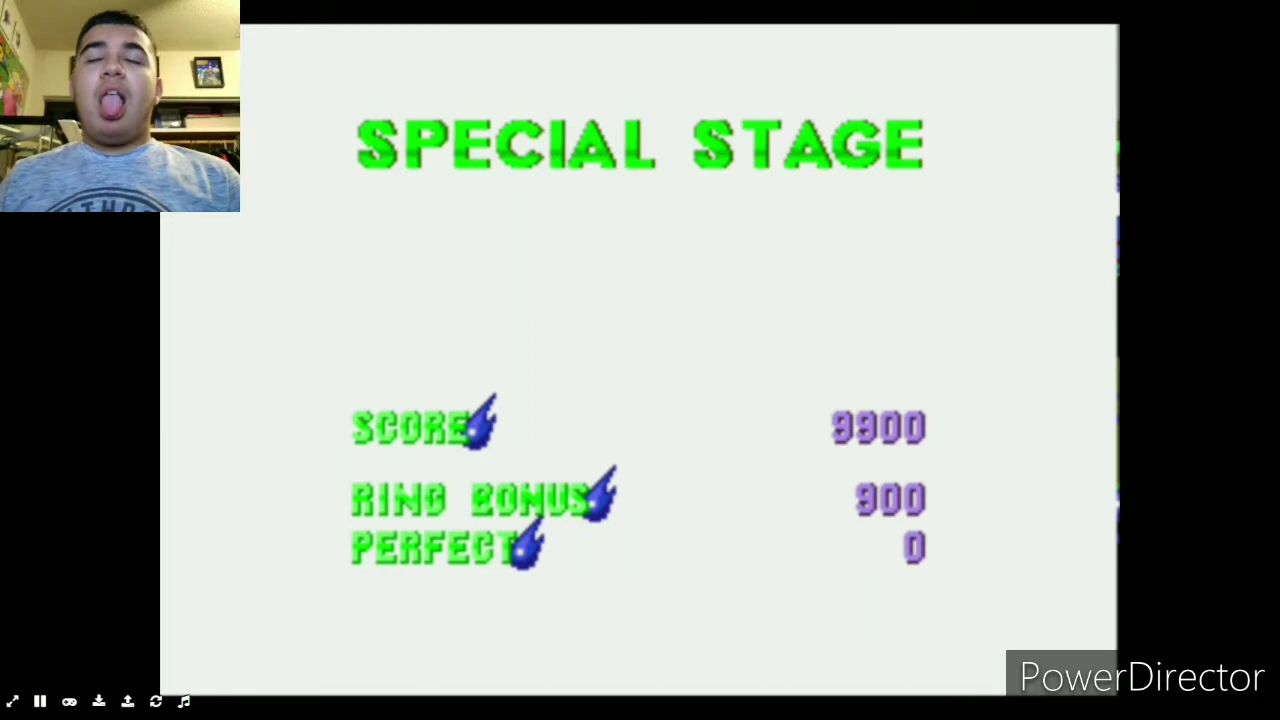 SPECIAL STAGE
SCORE 9900
RING BONUS 900
PERFECT 0
PowerDirector